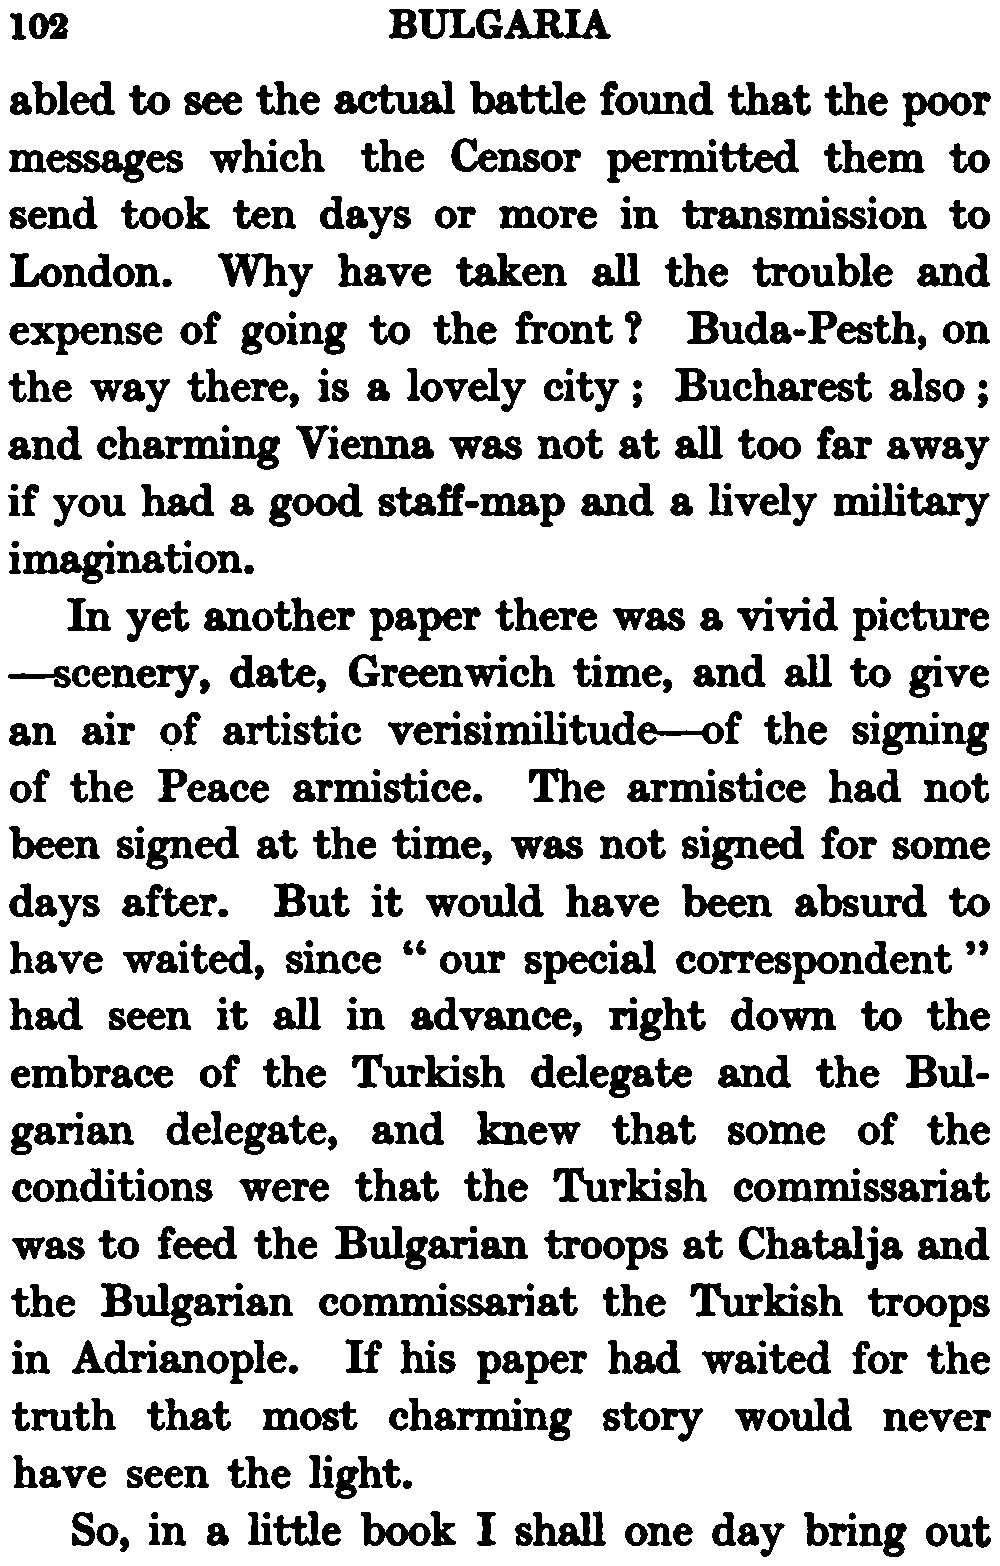 102 BULGARIA
abled to see the actual battle found that the poor
messages which the Censor permitted them to
send took ten days or more in transmission to
London. Why have taken all the trouble and
expense of going to the front ? Buda-Pesth, on
the way there, is a lovely city ; Bucharest also ;
and charming Vienna was not at all too far away
if you had a good staff-map and a lively military
imagination.
In yet another paper there was a vivid picture
—scenery, date, Greenwich time, and all to give
an air of artistic verisimilitude—of the signing
of the Peace armistice. The armistice had not
been signed at the time, was not signed for some
days after. But it would have been absurd to
have waited, since “ our special correspondent ”
had seen it all in advance, right down to the
embrace of the Turkish delegate and the Bul-
garian delegate, and knew that some of the
conditions were that the Turkish commissariat
was to feed the Bulgarian troops at Chatalja and
the Bulgarian commissariat the Turkish troops
in Adrianople. If his paper had waited for the
truth that most charming story would never
have seen the light.
So, in a little book I shall one day bring out